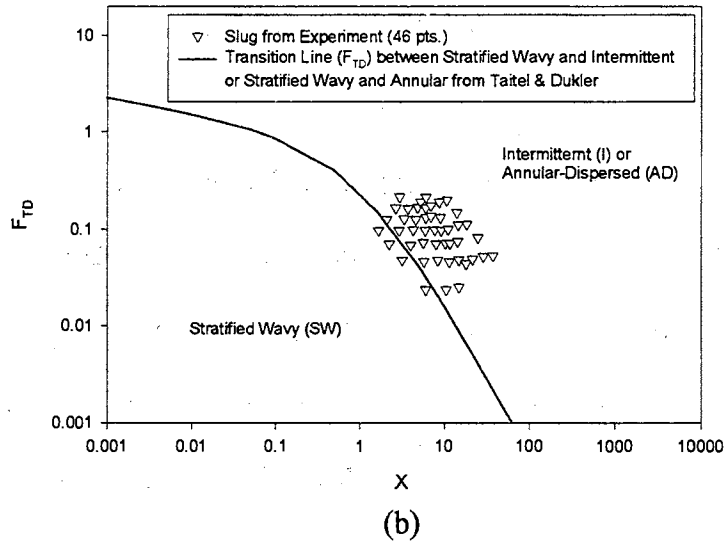 10
1
0.1
0.01
0.001
F_TD
▽ Slug from Experiment (46 pts.)
Transition Line (F_TD) between Stratified Wavy and Intermittent
or Stratified Wavy and Annular from Taitel & Dukler
Intermitternt (I) or
Annular-Dispersed (AD)
Stratified Wavy (SW)
0.001 0.01 0.1 1 10 100 1000 10000
X
(b)